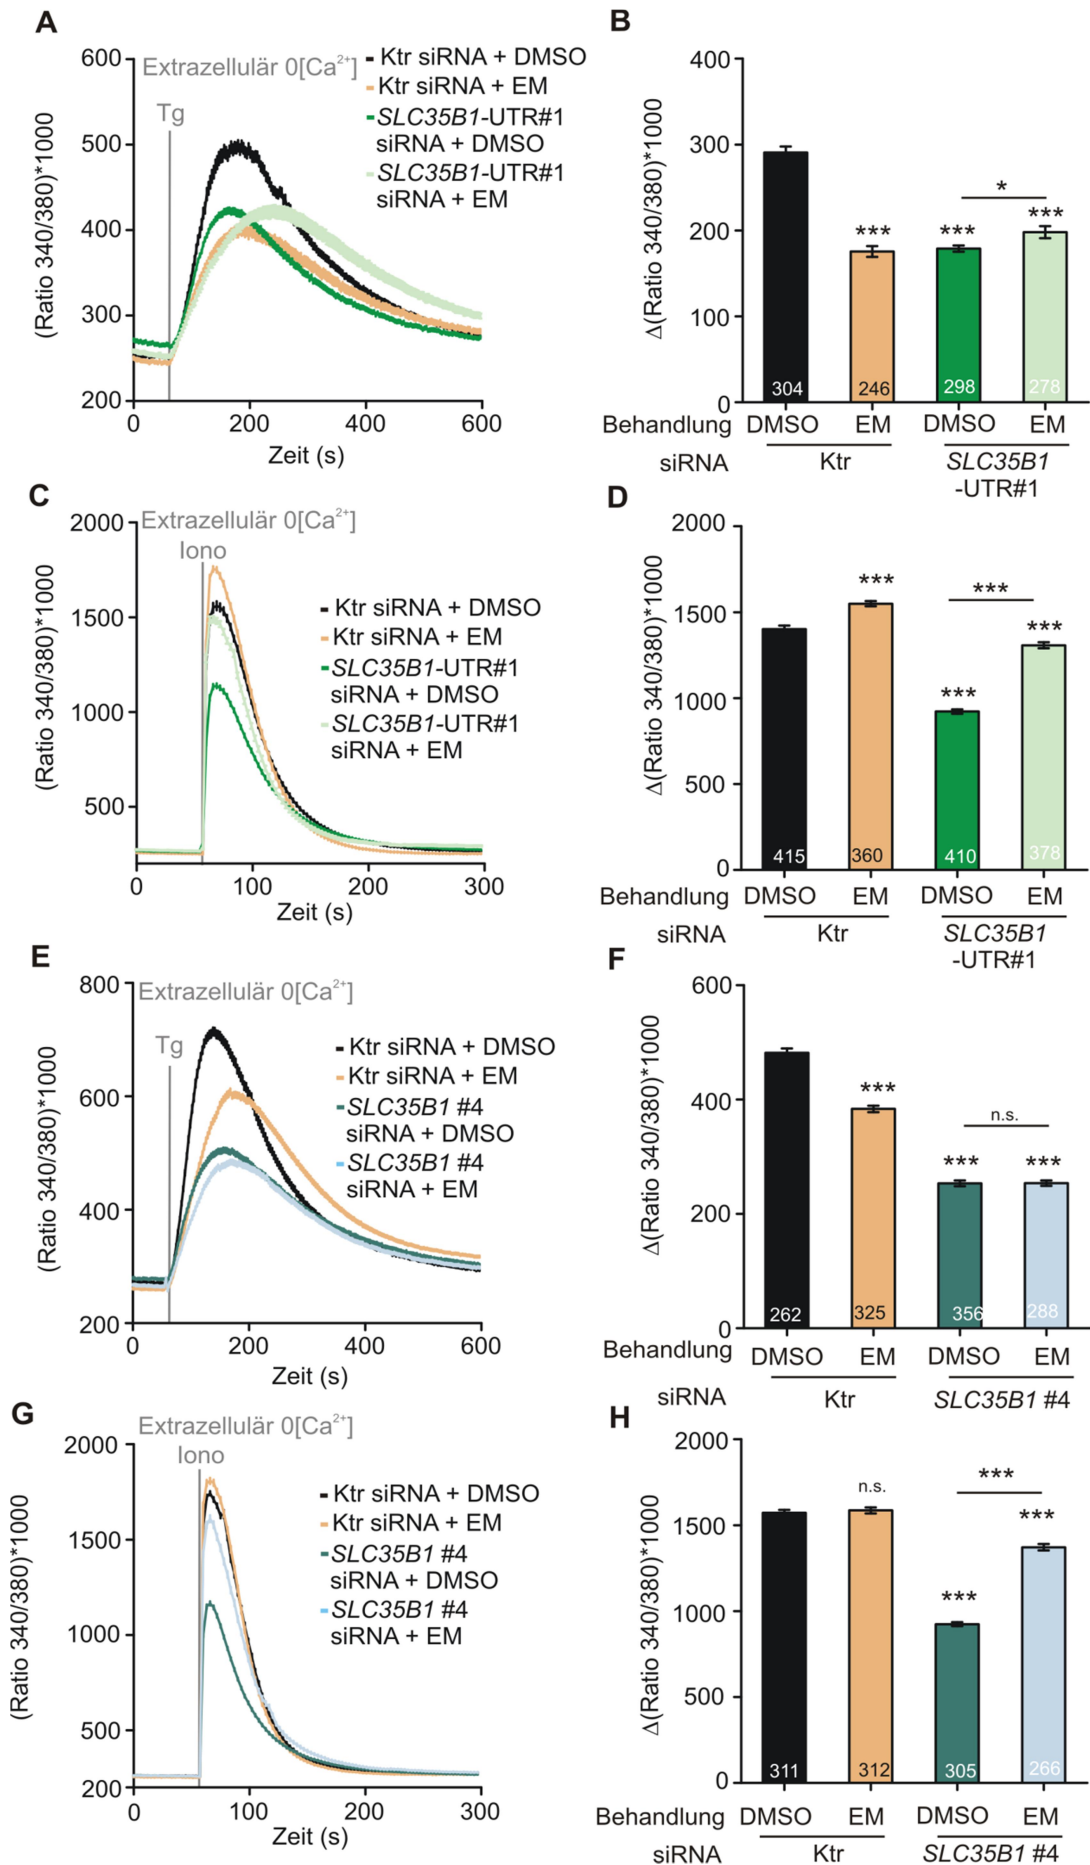 A
600
500
400
300
200
(Ratio 340/380)*1000
Extrazellulär 0[Ca²⁺]
Tg
Ktr siRNA + DMSO
Ktr siRNA + EM
SLC35B1-UTR#1
siRNA + DMSO
SLC35B1-UTR#1
siRNA + EM
0 200 400 600
Zeit (s)
B
400
300
200
100
0
Δ(Ratio 340/380)*1000
*
*** *** ***
304 246 298 278
Behandlung DMSO EM DMSO EM
siRNA Ktr SLC35B1
-UTR#1
C
2000
1500
1000
500
(Ratio 340/380)*1000
Extrazellulär 0[Ca²⁺]
Iono
Ktr siRNA + DMSO
Ktr siRNA + EM
SLC35B1-UTR#1
siRNA + DMSO
SLC35B1-UTR#1
siRNA + EM
0 100 200 300
Zeit (s)
D
2000
1500
1000
500
0
Δ(Ratio 340/380)*1000
***
***
***
***
415 360 410 378
Behandlung DMSO EM DMSO EM
siRNA Ktr SLC35B1
-UTR#1
E
800
600
400
200
(Ratio 340/380)*1000
Extrazellulär 0[Ca²⁺]
Tg
Ktr siRNA + DMSO
Ktr siRNA + EM
SLC35B1 #4
siRNA + DMSO
SLC35B1 #4
siRNA + EM
0 200 400 600
Zeit (s)
F
600
400
200
0
Δ(Ratio 340/380)*1000
***
n.s.
*** ***
262 325 356 288
Behandlung DMSO EM DMSO EM
siRNA Ktr SLC35B1 #4
G
2000
1500
1000
500
200
(Ratio 340/380)*1000
Extrazellulär 0[Ca²⁺]
Iono
Ktr siRNA + DMSO
Ktr siRNA + EM
SLC35B1 #4
siRNA + DMSO
SLC35B1 #4
siRNA + EM
0 100 200 300
Zeit (s)
H
2000
1500
1000
500
0
Δ(Ratio 340/380)*1000
n.s.
***
***
***
311 312 305 266
Behandlung DMSO EM DMSO EM
siRNA Ktr SLC35B1 #4